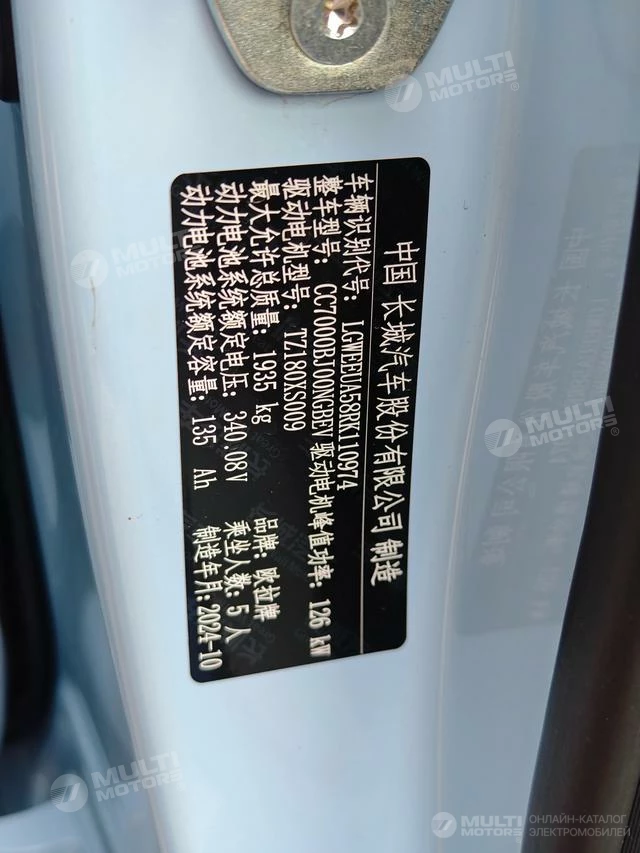 中国 长城汽车股份有限公司 制造
车辆识别代号: LGWEEUA58RK110974
整车型号: CC7000BJ00NGBEV 驱动电机峰值功率: 126 kW
驱动电机型号: TZ180XS009
最大允许总质量: 1935 kg 品牌: 欧拉牌
动力电池系统额定电压: 340.08V 乘坐人数: 5 人
动力电池系统额定容量: 135 Ah 制造年月: 2024-10
MULTI MOTORS®
MULTI MOTORS®
MULTI MOTORS®
MULTI MOTORS®
MULTI MOTORS ОНЛАЙН-КАТАЛОГ ЭЛЕКТРОМОБИЛЕЙ